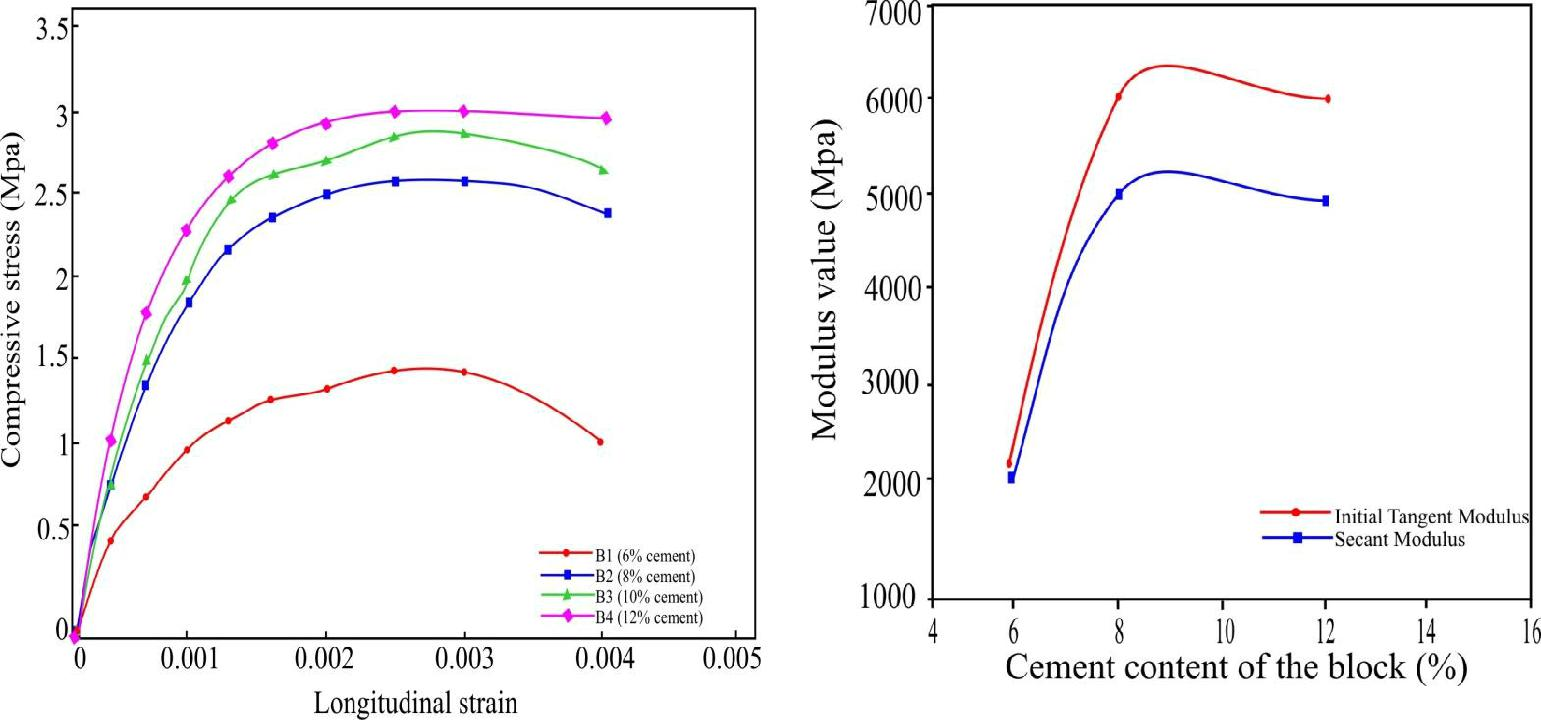 Compressive stress (Mpa)
3.5
3
2.5
2
1.5
1
0.5
0
0 0.001 0.002 0.003 0.004 0.005
Longitudinal strain
B1 (6% cement)
B2 (8% cement)
B3 (10% cement)
B4 (12% cement)
Modulus value (Mpa)
7000
6000
5000
4000
3000
2000
1000
4 6 8 10 12 14 16
Cement content of the block (%)
Initial Tangent Modulus
Secant Modulus